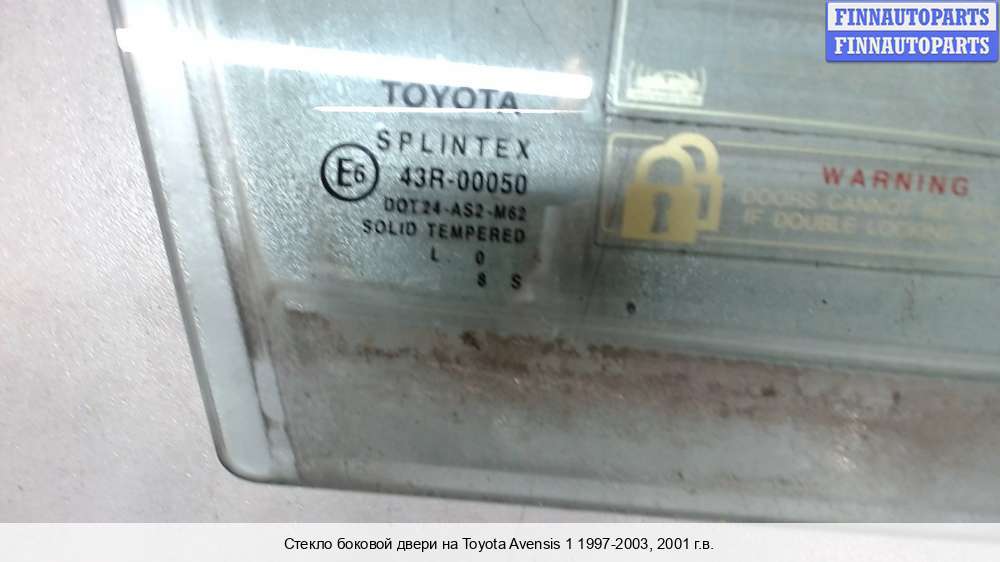 FINNAUTOPARTS
FINNAUTOPARTS
TOYOTA
SPLINTEX
E6 43R-00050
DOT24-AS2-M62
SOLID TEMPERED
L 0
8 S
WARNING
DOORS
IF DOUBLE
Стекло боковой двери на Toyota Avensis 1 1997-2003, 2001 г.в.